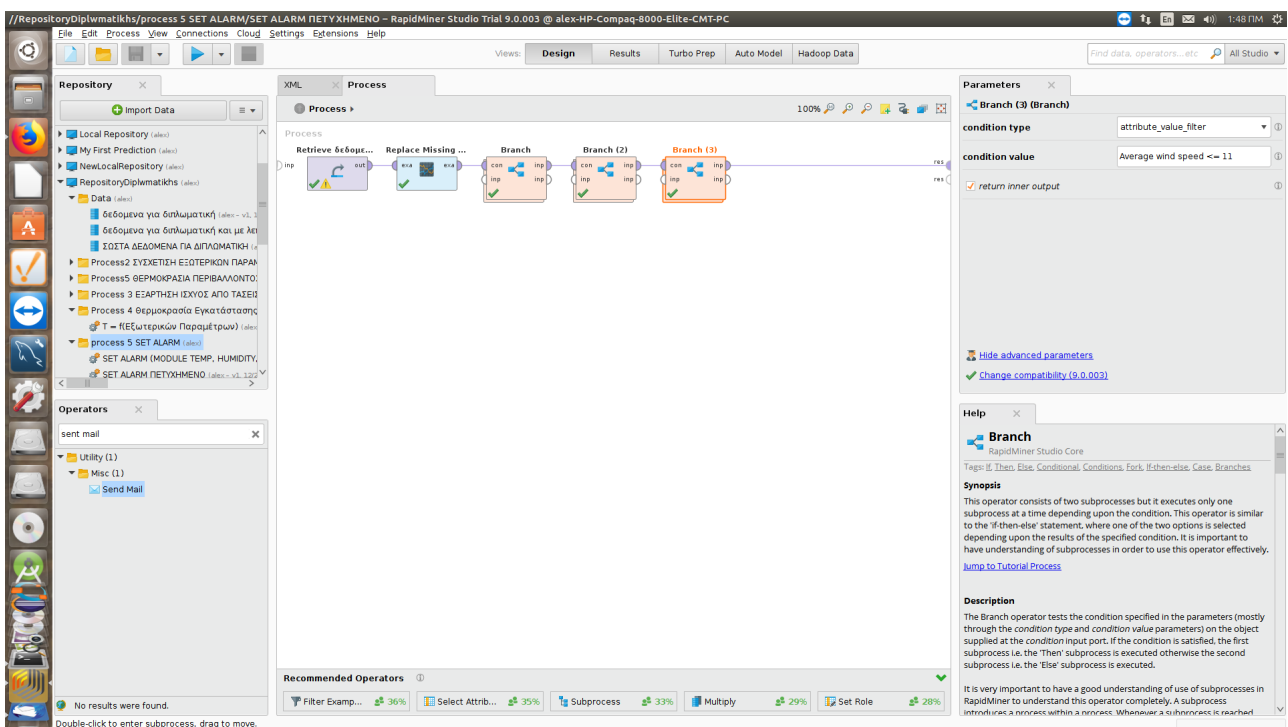 //RepositoryDiplwmatikhs/process 5 SET ALARM/SET ALARM ΠΕΤΥΧΗΜΕΝΟ – RapidMiner Studio Trial 9.0.003 @ alex-HP-Compaq-8000-Elite-CMT-PC
En 1:48 ΠΜ
File Edit Process View Connections Cloud Settings Extensions Help
Views: Design Results Turbo Prep Auto Model Hadoop Data
Find data, operators...etc All Studio
Repository
Import Data
Local Repository (alex)
My First Prediction (alex)
NewLocalRepository (alex)
RepositoryDiplwmatikhs (alex)
Data (alex)
δεδομενα για διπλωματική (alex – v1, 1
δεδομενα για διπλωματική και με λει
ΣΩΣΤΑ ΔΕΔΟΜΕΝΑ ΓΙΑ ΔΙΠΛΩΜΑΤΙΚΗ (a
Process2 ΣΥΣΧΕΤΙΣΗ ΕΞΩΤΕΡΙΚΩΝ ΠΑΡΑΜ
Process5 ΘΕΡΜΟΚΡΑΣΙΑ ΠΕΡΙΒΑΛΛΟΝΤΟΣ
Process 3 ΕΞΑΡΤΗΣΗ ΙΣΧΥΟΣ ΑΠΟ ΤΑΣΕΙΣ
Process 4 Θερμοκρασία Εγκατάστασης
T = f(Εξωτερικών Παραμέτρων) (alex
process 5 SET ALARM (alex)
SET ALARM (MODULE TEMP, HUMIDITY,
SET ALARM ΠΕΤΥΧΗΜΕΝΟ (alex – v1, 12/2
Operators
sent mail
Utility (1)
Misc (1)
Send Mail
No results were found.
Double-click to enter subprocess, drag to move.
XML Process
Process
100%
Process
Retrieve δεδομε... Replace Missing ... Branch Branch (2) Branch (3)
inp out exa exa con inp con inp con inp res
inp inp inp inp inp inp res
Recommended Operators
Filter Examp... 36% Select Attrib... 35% Subprocess 33% Multiply 29% Set Role 28%
Parameters
Branch (3) (Branch)
condition type attribute_value_filter
condition value Average wind speed <= 11
return inner output
Hide advanced parameters
Change compatibility (9.0.003)
Help
Branch
RapidMiner Studio Core
Tags: If, Then, Else, Conditional, Conditions, Fork, If-then-else, Case, Branches
Synopsis
This operator consists of two subprocesses but it executes only one
subprocess at a time depending upon the condition. This operator is similar
to the 'if-then-else' statement, where one of the two options is selected
depending upon the results of the specified condition. It is important to
have understanding of subprocesses in order to use this operator effectively.
Jump to Tutorial Process
Description
The Branch operator tests the condition specified in the parameters (mostly
through the condition type and condition value parameters) on the object
supplied at the condition input port. If the condition is satisfied, the first
subprocess i.e. the 'Then' subprocess is executed otherwise the second
subprocess i.e. the 'Else' subprocess is executed.
It is very important to have a good understanding of use of subprocesses in
RapidMiner to understand this operator completely. A Subprocess
introduces a process within a process. Whenever a subprocess is reached